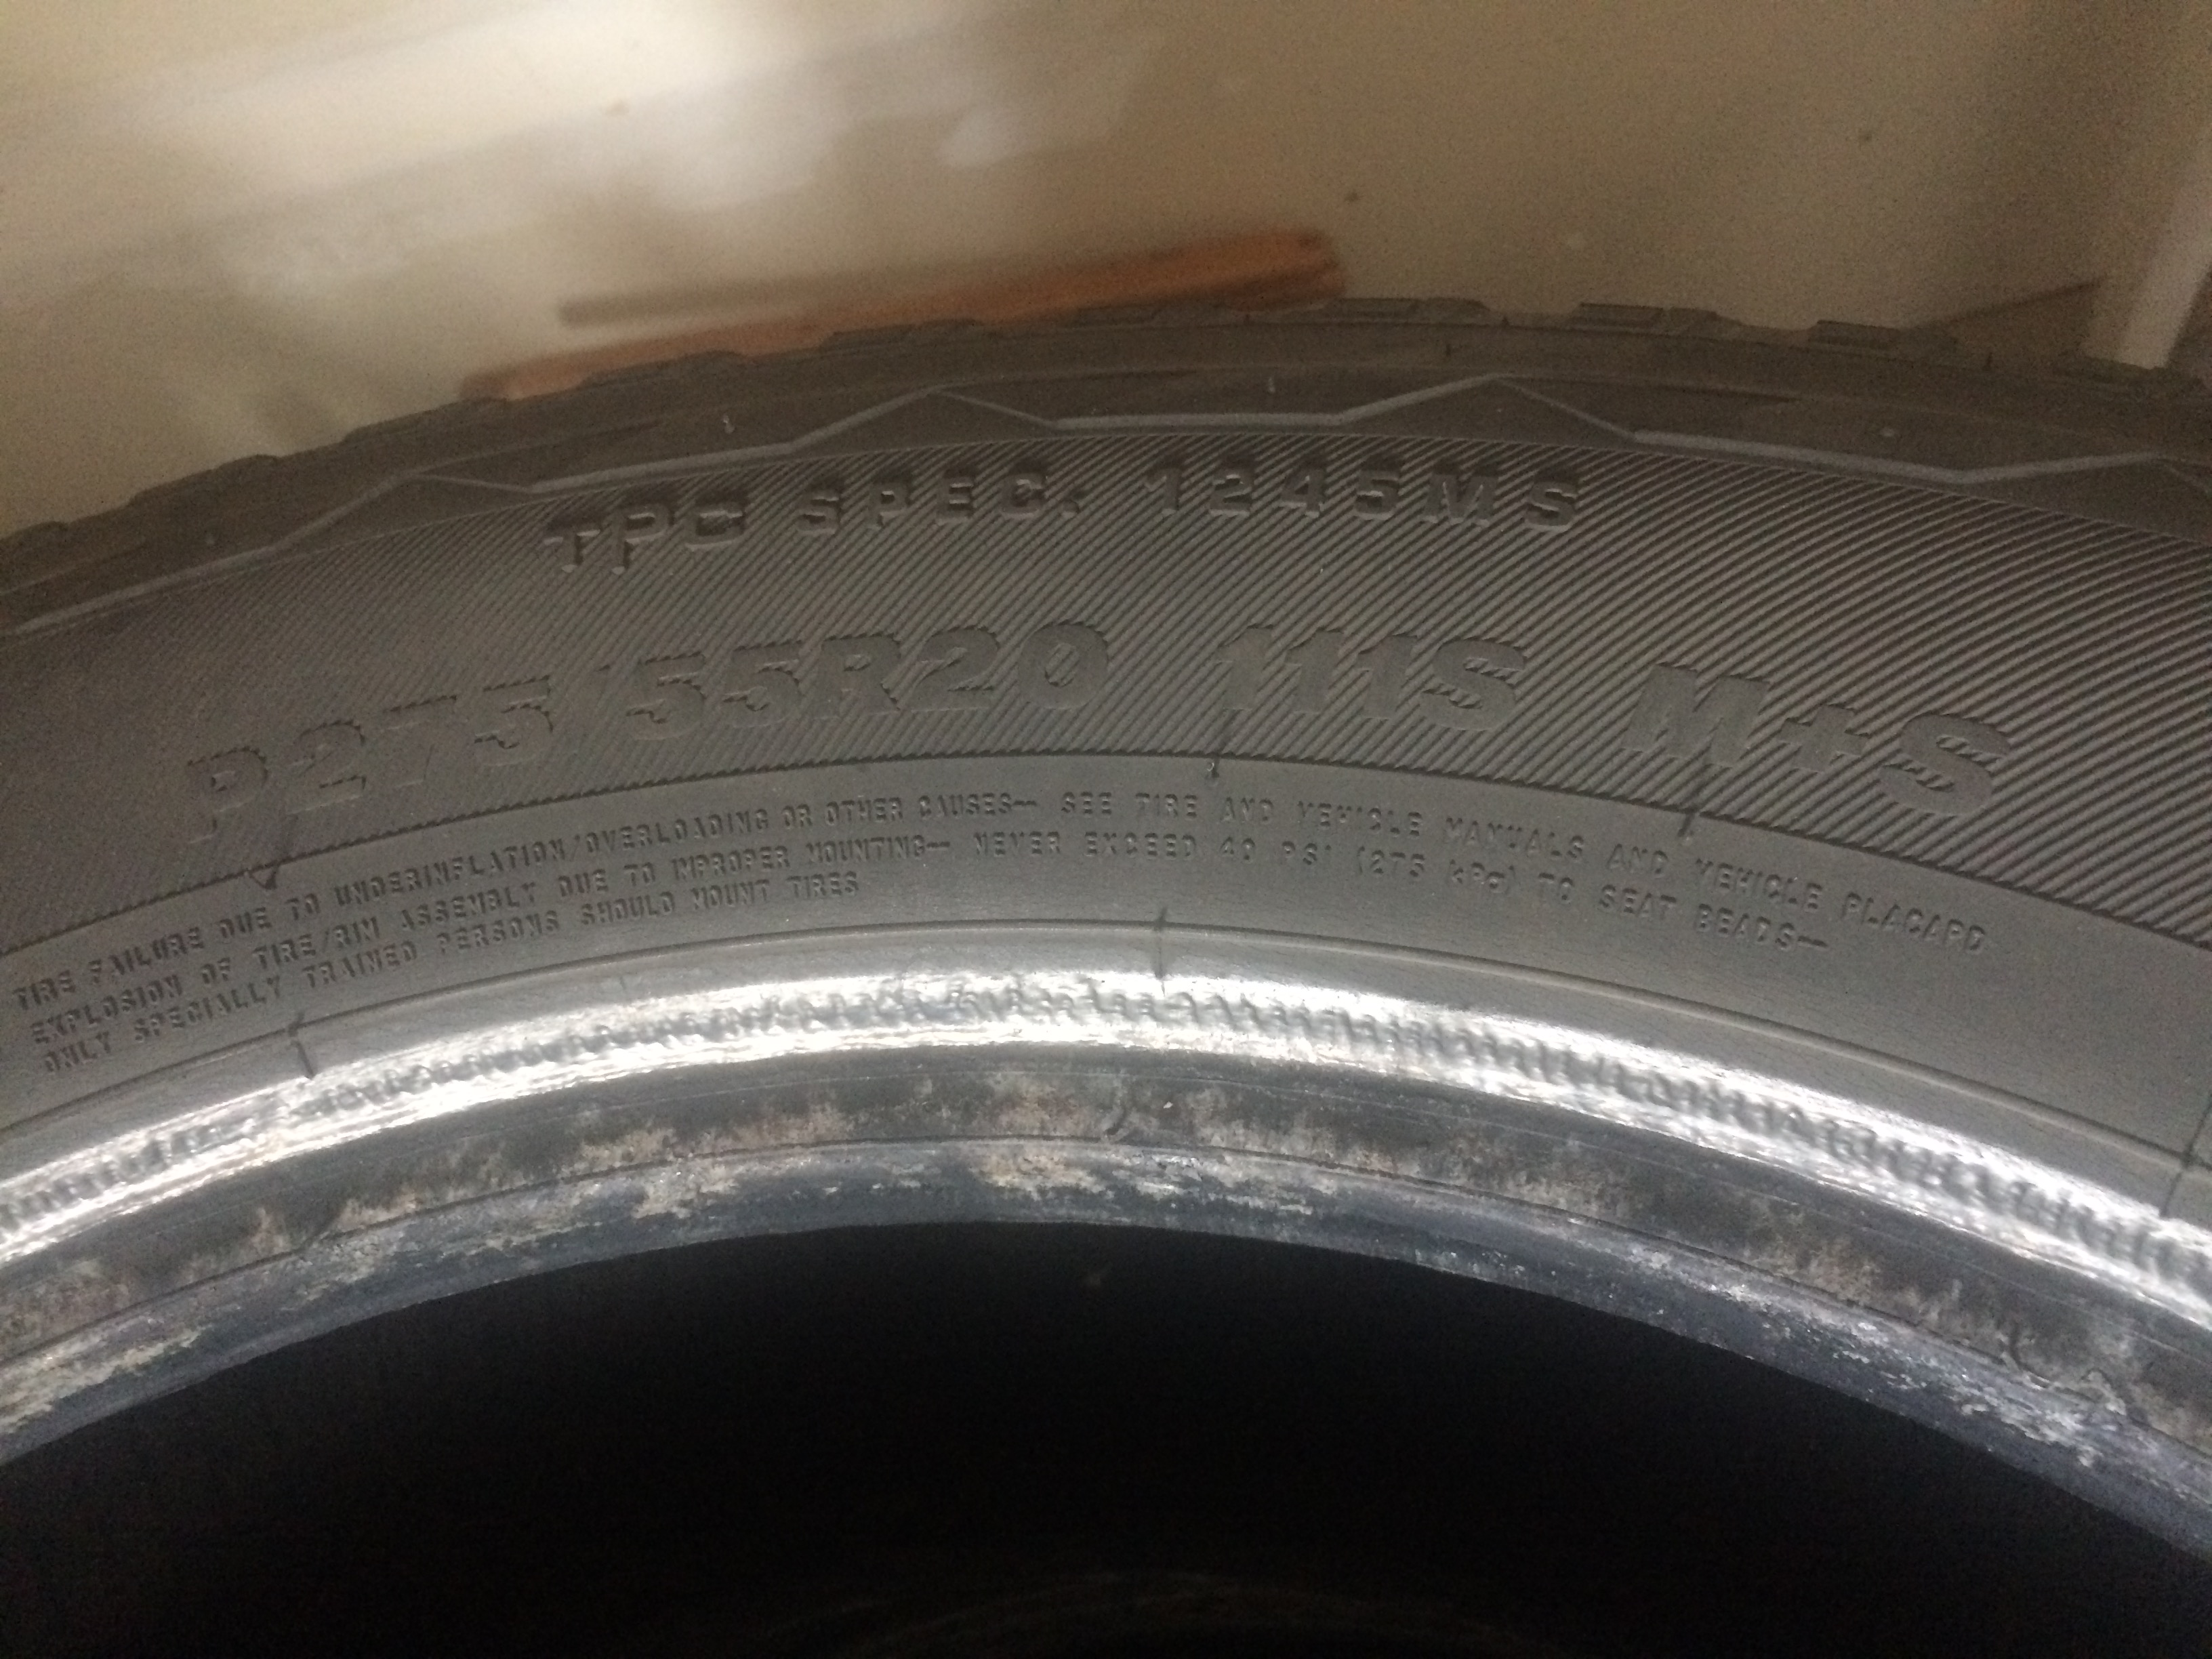 TPC SPEC. 1245MS
P275/55R20 111S M+S
TIRE FAILURE DUE TO UNDERINFLATION/OVERLOADING OR OTHER CAUSES— SEE TIRE AND VEHICLE MANUALS AND VEHICLE PLACARD
EXPLOSION OF TIRE/RIM ASSEMBLY DUE TO IMPROPER MOUNTING— NEVER EXCEED 40 PSI (275 kPa) TO SEAT BEADS—
ONLY SPECIALLY TRAINED PERSONS SHOULD MOUNT TIRES